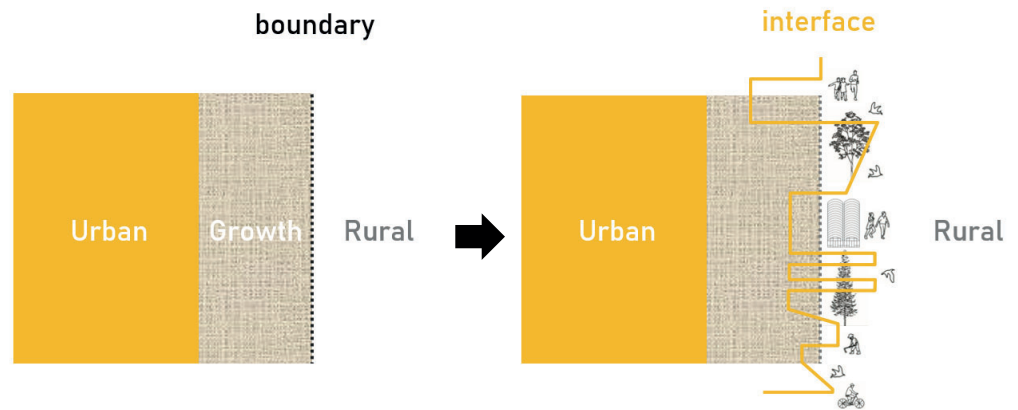 boundary
interface
Urban
Growth
Rural
Urban
Rural